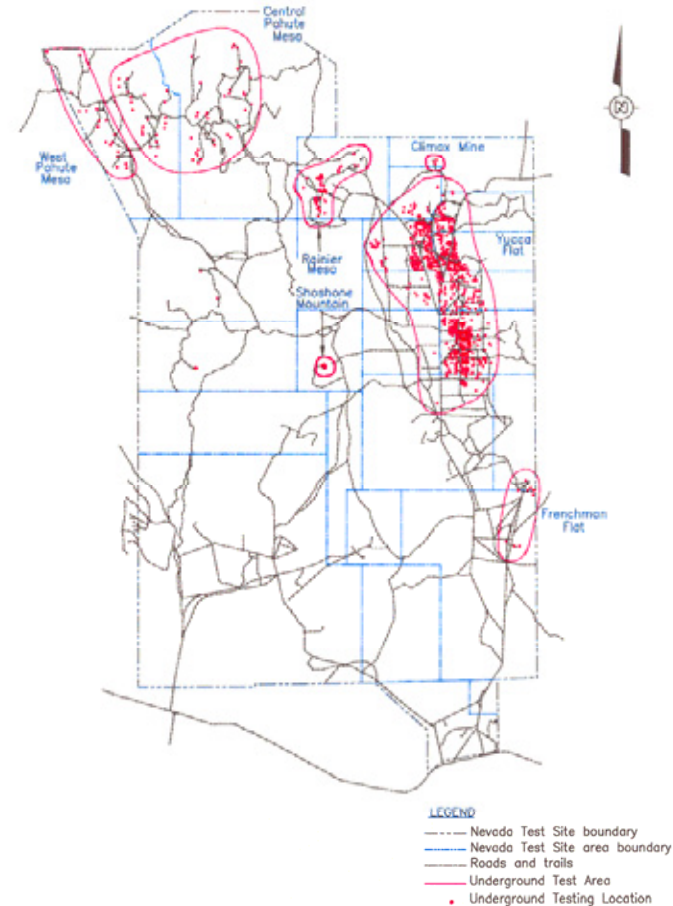 Central
Pahute
Mesa
West
Pahute
Mesa
Climax Mine
Rainier
Mesa
Yucca
Flat
Shoshone
Mountain
Frenchman
Flat
LEGEND
Nevada Test Site boundary
Nevada Test Site area boundary
Roads and trails
Underground Test Area
Underground Testing Location